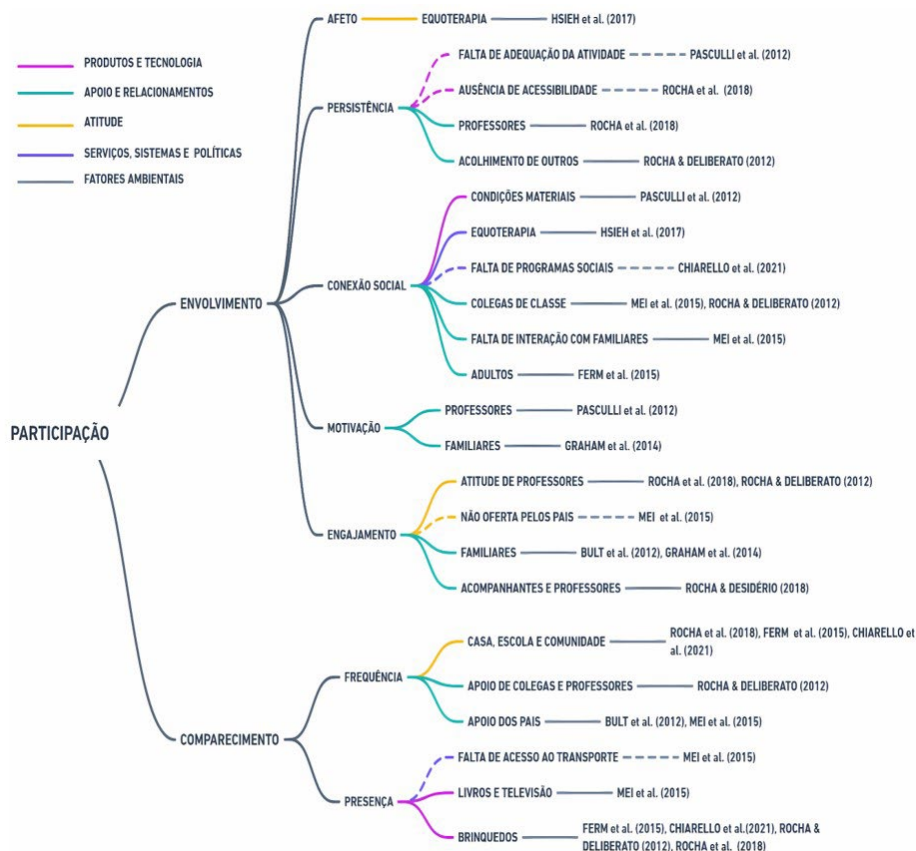 AFETO EQUOTERAPIA HSIEH et al. (2017)
PRODUTOS E TECNOLOGIA
APOIO E RELACIONAMENTOS
ATITUDE
SERVIÇOS, SISTEMAS E POLÍTICAS
FATORES AMBIENTAIS
FALTA DE ADEQUAÇÃO DA ATIVIDADE PASCULLI et al. (2012)
AUSÊNCIA DE ACESSIBILIDADE ROCHA et al. (2018)
PERSISTÊNCIA
PROFESSORES ROCHA et al. (2018)
ACOLHIMENTO DE OUTROS ROCHA & DELIBERATO (2012)
CONDIÇÕES MATERIAIS PASCULLI et al. (2012)
EQUOTERAPIA HSIEH et al. (2017)
FALTA DE PROGRAMAS SOCIAIS CHIARELLO et al. (2021)
CONEXÃO SOCIAL
ENVOLVIMENTO
COLEGAS DE CLASSE MEI et al. (2015), ROCHA & DELIBERATO (2012)
FALTA DE INTERAÇÃO COM FAMILIARES MEI et al. (2015)
ADULTOS FERM et al. (2015)
PROFESSORES PASCULLI et al. (2012)
MOTIVAÇÃO
FAMILIARES GRAHAM et al. (2014)
PARTICIPAÇÃO
ATITUDE DE PROFESSORES ROCHA et al. (2018), ROCHA & DELIBERATO (2012)
NÃO OFERTA PELOS PAIS MEI et al. (2015)
ENGAJAMENTO
FAMILIARES BULT et al. (2012), GRAHAM et al. (2014)
ACOMPANHANTES E PROFESSORES ROCHA & DESIDÉRIO (2018)
CASA, ESCOLA E COMUNIDADE ROCHA et al. (2018), FERM et al. (2015), CHIARELLO et
al. (2021)
FREQUÊNCIA
APOIO DE COLEGAS E PROFESSORES ROCHA & DELIBERATO (2012)
APOIO DOS PAIS BULT et al. (2012), MEI et al. (2015)
COMPARECIMENTO
FALTA DE ACESSO AO TRANSPORTE MEI et al. (2015)
LIVROS E TELEVISÃO MEI et al. (2015)
PRESENÇA
BRINQUEDOS FERM et al. (2015), CHIARELLO et al.(2021), ROCHA &
DELIBERATO (2012), ROCHA et al. (2018)